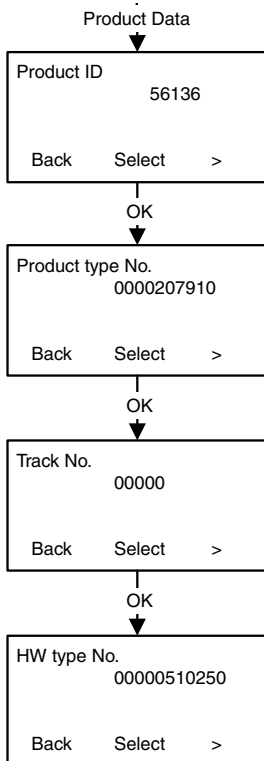 Product Data
Product ID
56136
Back Select >
OK
Product type No.
0000207910
Back Select >
OK
Track No.
00000
Back Select >
OK
HW type No.
00000510250
Back Select >